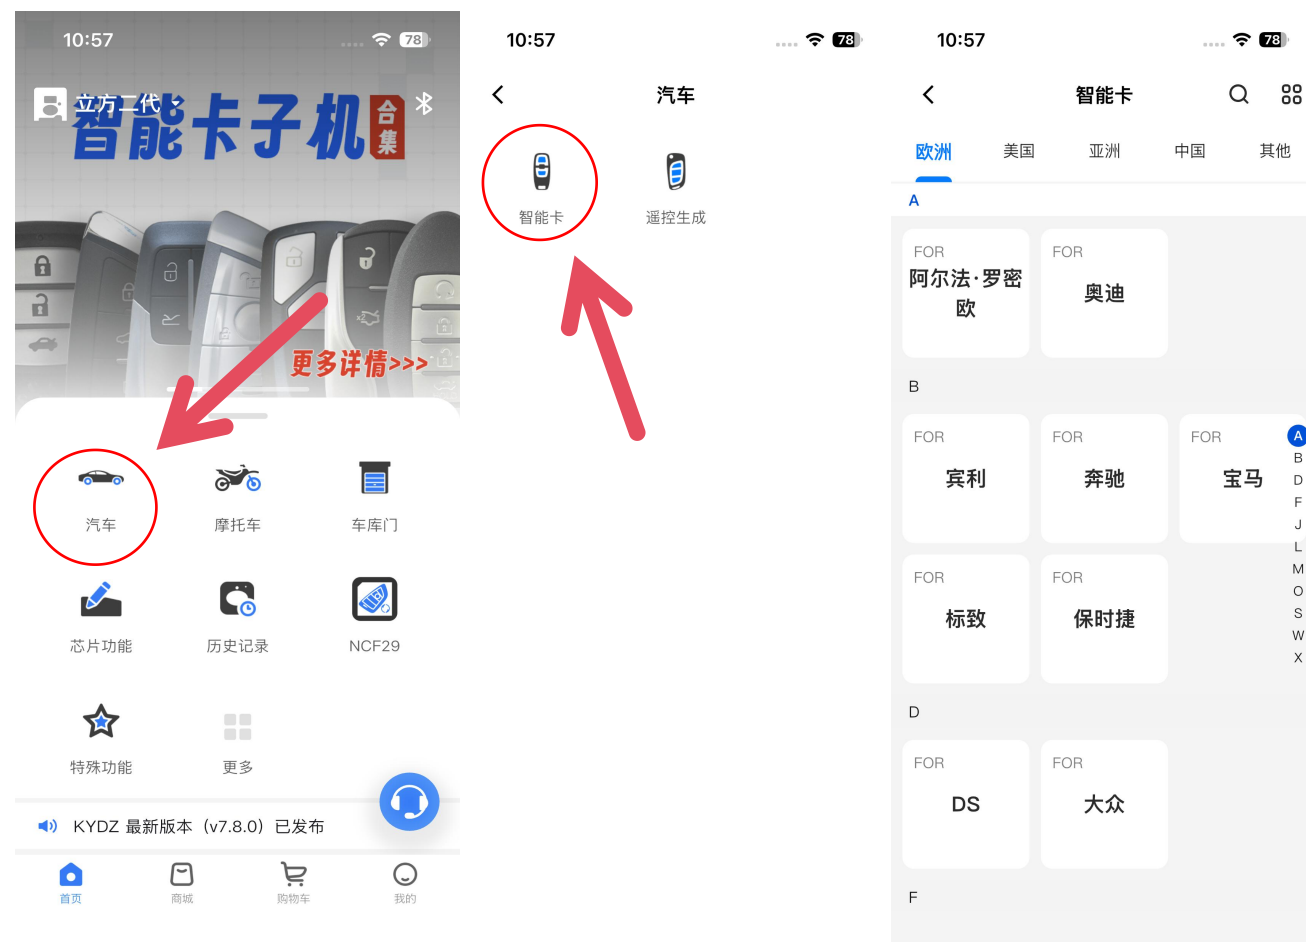 10:57
78
立方二代
智能卡子机
合集
更多详情>>>
汽车
摩托车
车库门
芯片功能
历史记录
NCF29
特殊功能
更多
KYDZ 最新版本（v7.8.0）已发布
首页
商城
购物车
我的
10:57
78
汽车
智能卡
遥控生成
10:57
78
智能卡
欧洲
美国
亚洲
中国
其他
A
FOR
阿尔法·罗密
欧
FOR
奥迪
B
FOR
宾利
FOR
奔驰
FOR
宝马
FOR
标致
FOR
保时捷
D
FOR
DS
FOR
大众
F
A
B
D
F
J
L
M
O
S
W
X